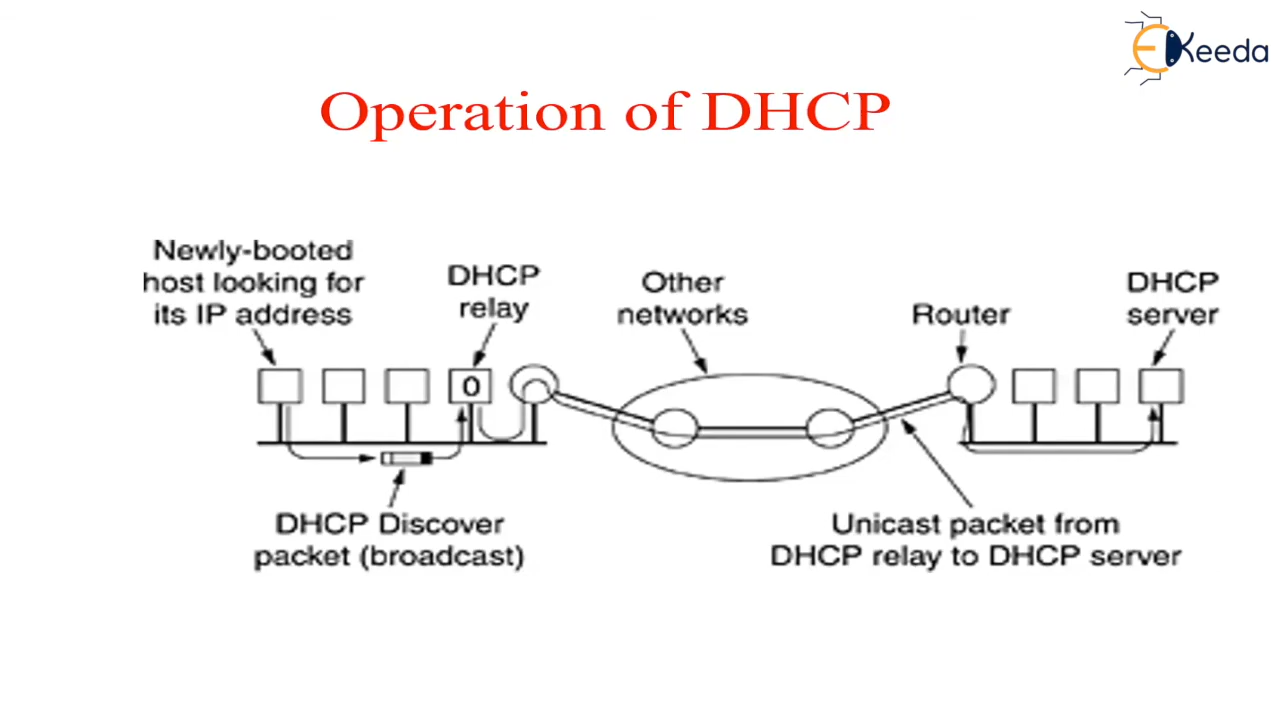 EKeeda
Operation of DHCP
Newly-booted
host looking for
its IP address
DHCP
relay
Other
networks
Router
DHCP
server
0
DHCP Discover
packet (broadcast)
Unicast packet from
DHCP relay to DHCP server